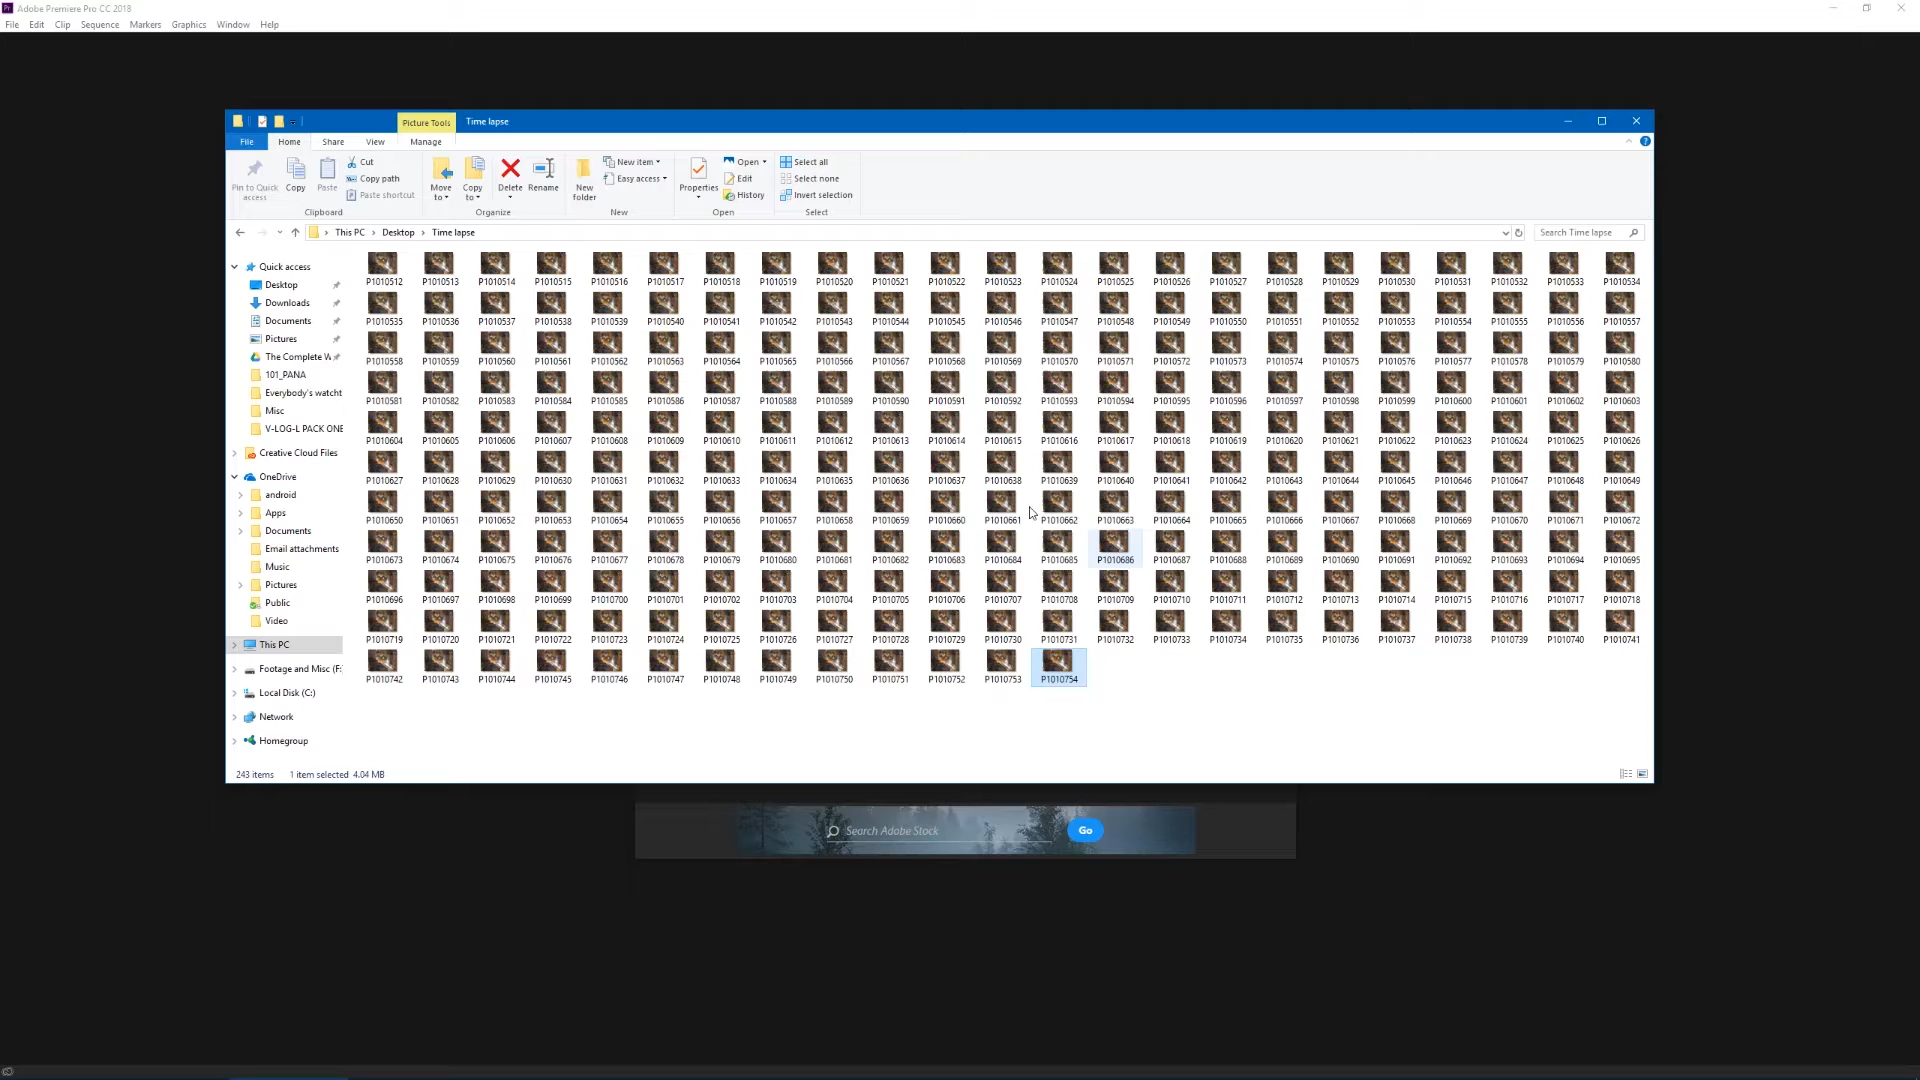 Adobe Premiere Pro CC 2018
File Edit Clip Sequence Markers Graphics Window Help
Picture Tools Time lapse
File Home Share View Manage
Pin to Quick access Copy Paste Cut Copy path Paste shortcut Move to Copy to Delete Rename New folder New item Easy access Properties Open Edit History Select all Select none Invert selection
Clipboard Organize New Open Select
This PC Desktop Time lapse Search Time lapse
Quick access
Desktop
Downloads
Documents
Pictures
The Complete W
101_PANA
Everybody's watcht
Misc
V-LOG-L PACK ONE
Creative Cloud Files
OneDrive
android
Apps
Documents
Email attachments
Music
Pictures
Public
Video
This PC
Footage and Misc (F:
Local Disk (C:)
Network
Homegroup
P1010512 P1010513 P1010514 P1010515 P1010516 P1010517 P1010518 P1010519 P1010520 P1010521 P1010522 P1010523 P1010524 P1010525 P1010526 P1010527 P1010528 P1010529 P1010530 P1010531 P1010532 P1010533 P1010534
P1010535 P1010536 P1010537 P1010538 P1010539 P1010540 P1010541 P1010542 P1010543 P1010544 P1010545 P1010546 P1010547 P1010548 P1010549 P1010550 P1010551 P1010552 P1010553 P1010554 P1010555 P1010556 P1010557
P1010558 P1010559 P1010560 P1010561 P1010562 P1010563 P1010564 P1010565 P1010566 P1010567 P1010568 P1010569 P1010570 P1010571 P1010572 P1010573 P1010574 P1010575 P1010576 P1010577 P1010578 P1010579 P1010580
P1010581 P1010582 P1010583 P1010584 P1010585 P1010586 P1010587 P1010588 P1010589 P1010590 P1010591 P1010592 P1010593 P1010594 P1010595 P1010596 P1010597 P1010598 P1010599 P1010600 P1010601 P1010602 P1010603
P1010604 P1010605 P1010606 P1010607 P1010608 P1010609 P1010610 P1010611 P1010612 P1010613 P1010614 P1010615 P1010616 P1010617 P1010618 P1010619 P1010620 P1010621 P1010622 P1010623 P1010624 P1010625 P1010626
P1010627 P1010628 P1010629 P1010630 P1010631 P1010632 P1010633 P1010634 P1010635 P1010636 P1010637 P1010638 P1010639 P1010640 P1010641 P1010642 P1010643 P1010644 P1010645 P1010646 P1010647 P1010648 P1010649
P1010650 P1010651 P1010652 P1010653 P1010654 P1010655 P1010656 P1010657 P1010658 P1010659 P1010660 P1010661 P1010662 P1010663 P1010664 P1010665 P1010666 P1010667 P1010668 P1010669 P1010670 P1010671 P1010672
P1010673 P1010674 P1010675 P1010676 P1010677 P1010678 P1010679 P1010680 P1010681 P1010682 P1010683 P1010684 P1010685 P1010686 P1010687 P1010688 P1010689 P1010690 P1010691 P1010692 P1010693 P1010694 P1010695
P1010696 P1010697 P1010698 P1010699 P1010700 P1010701 P1010702 P1010703 P1010704 P1010705 P1010706 P1010707 P1010708 P1010709 P1010710 P1010711 P1010712 P1010713 P1010714 P1010715 P1010716 P1010717 P1010718
P1010719 P1010720 P1010721 P1010722 P1010723 P1010724 P1010725 P1010726 P1010727 P1010728 P1010729 P1010730 P1010731 P1010732 P1010733 P1010734 P1010735 P1010736 P1010737 P1010738 P1010739 P1010740 P1010741
P1010742 P1010743 P1010744 P1010745 P1010746 P1010747 P1010748 P1010749 P1010750 P1010751 P1010752 P1010753 P1010754
243 items 1 item selected 4.04 MB
Search Adobe Stock Go